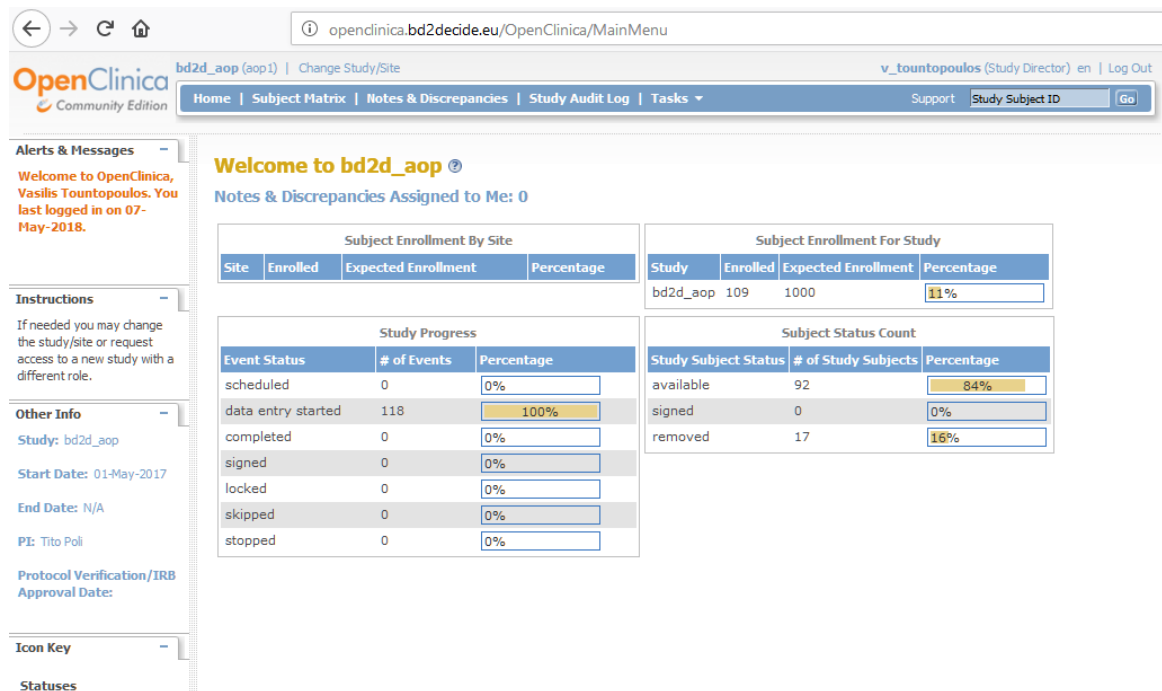 openclinica.bd2decide.eu/OpenClinica/MainMenu
OpenClinica
Community Edition
bd2d_aop (aop1) | Change Study/Site
v_tountopoulos (Study Director) en | Log Out
Home | Subject Matrix | Notes & Discrepancies | Study Audit Log | Tasks
Support Study Subject ID Go
Alerts & Messages
Welcome to OpenClinica,
Vasilis Tountopoulos. You
last logged in on 07-
May-2018.
Instructions
If needed you may change
the study/site or request
access to a new study with a
different role.
Other Info
Study: bd2d_aop
Start Date: 01-May-2017
End Date: N/A
PI: Tito Poli
Protocol Verification/IRB
Approval Date:
Icon Key
Statuses
Welcome to bd2d_aop ?
Notes & Discrepancies Assigned to Me: 0
Subject Enrollment By Site
Site Enrolled Expected Enrollment Percentage
Subject Enrollment For Study
Study Enrolled Expected Enrollment Percentage
bd2d_aop 109 1000 11%
Study Progress
Event Status # of Events Percentage
scheduled 0 0%
data entry started 118 100%
completed 0 0%
signed 0 0%
locked 0 0%
skipped 0 0%
stopped 0 0%
Subject Status Count
Study Subject Status # of Study Subjects Percentage
available 92 84%
signed 0 0%
removed 17 16%